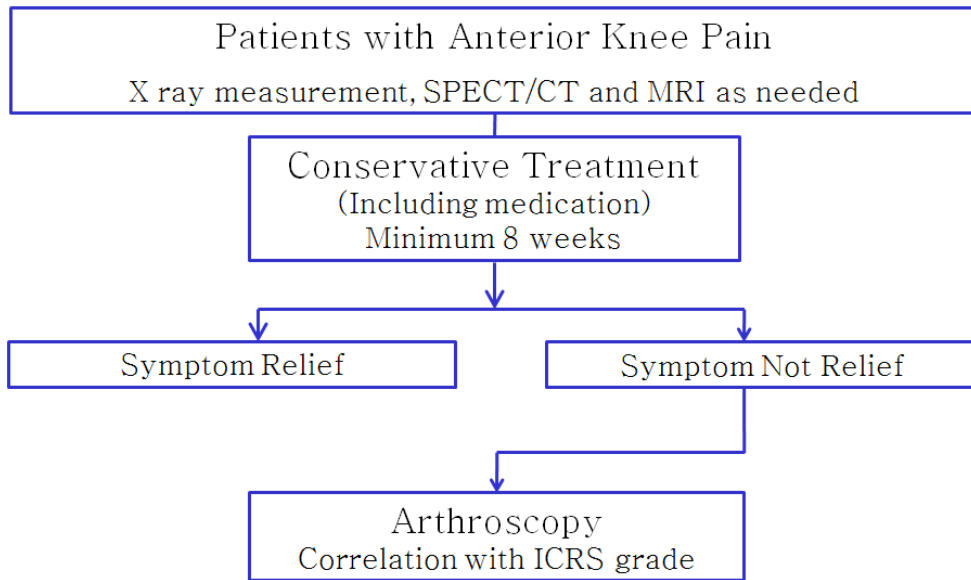 Patients with Anterior Knee Pain
X ray measurement, SPECT/CT and MRI as needed
Conservative Treatment
(Including medication)
Minimum 8 weeks
Symptom Relief
Symptom Not Relief
Arthroscopy
Correlation with ICRS grade